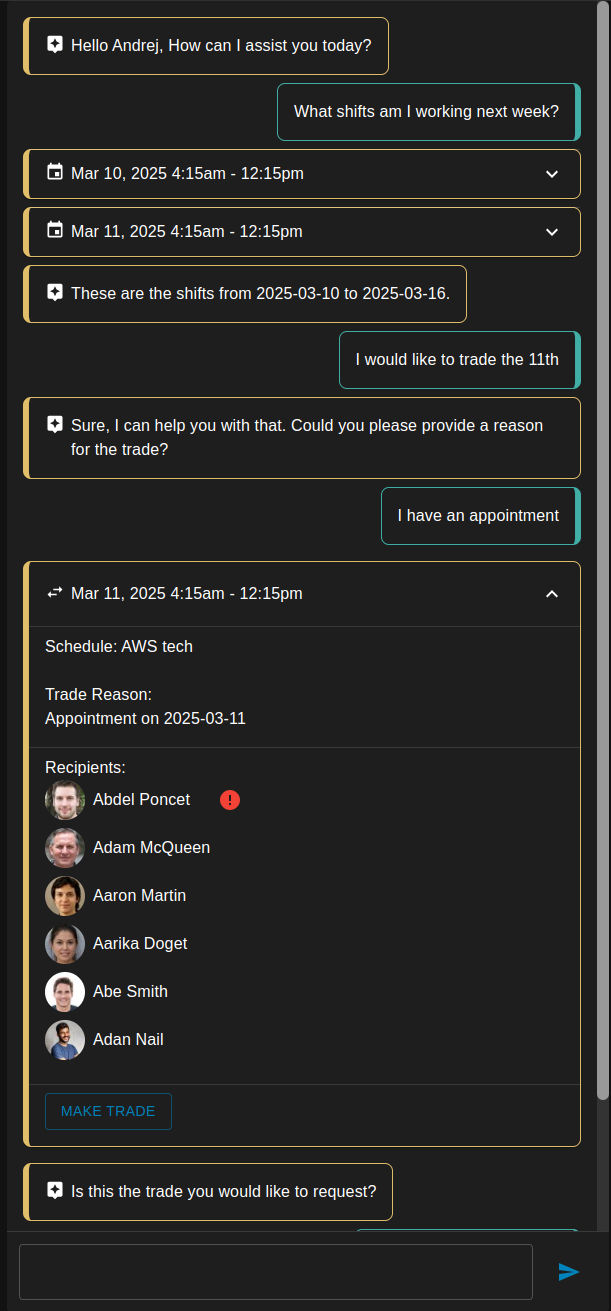 Hello Andrej, How can I assist you today?
What shifts am I working next week?
Mar 10, 2025 4:15am - 12:15pm
Mar 11, 2025 4:15am - 12:15pm
These are the shifts from 2025-03-10 to 2025-03-16.
I would like to trade the 11th
Sure, I can help you with that. Could you please provide a reason
for the trade?
I have an appointment
Mar 11, 2025 4:15am - 12:15pm
Schedule: AWS tech
Trade Reason:
Appointment on 2025-03-11
Recipients:
Abdel Poncet
Adam McQueen
Aaron Martin
Aarika Doget
Abe Smith
Adan Nail
MAKE TRADE
Is this the trade you would like to request?